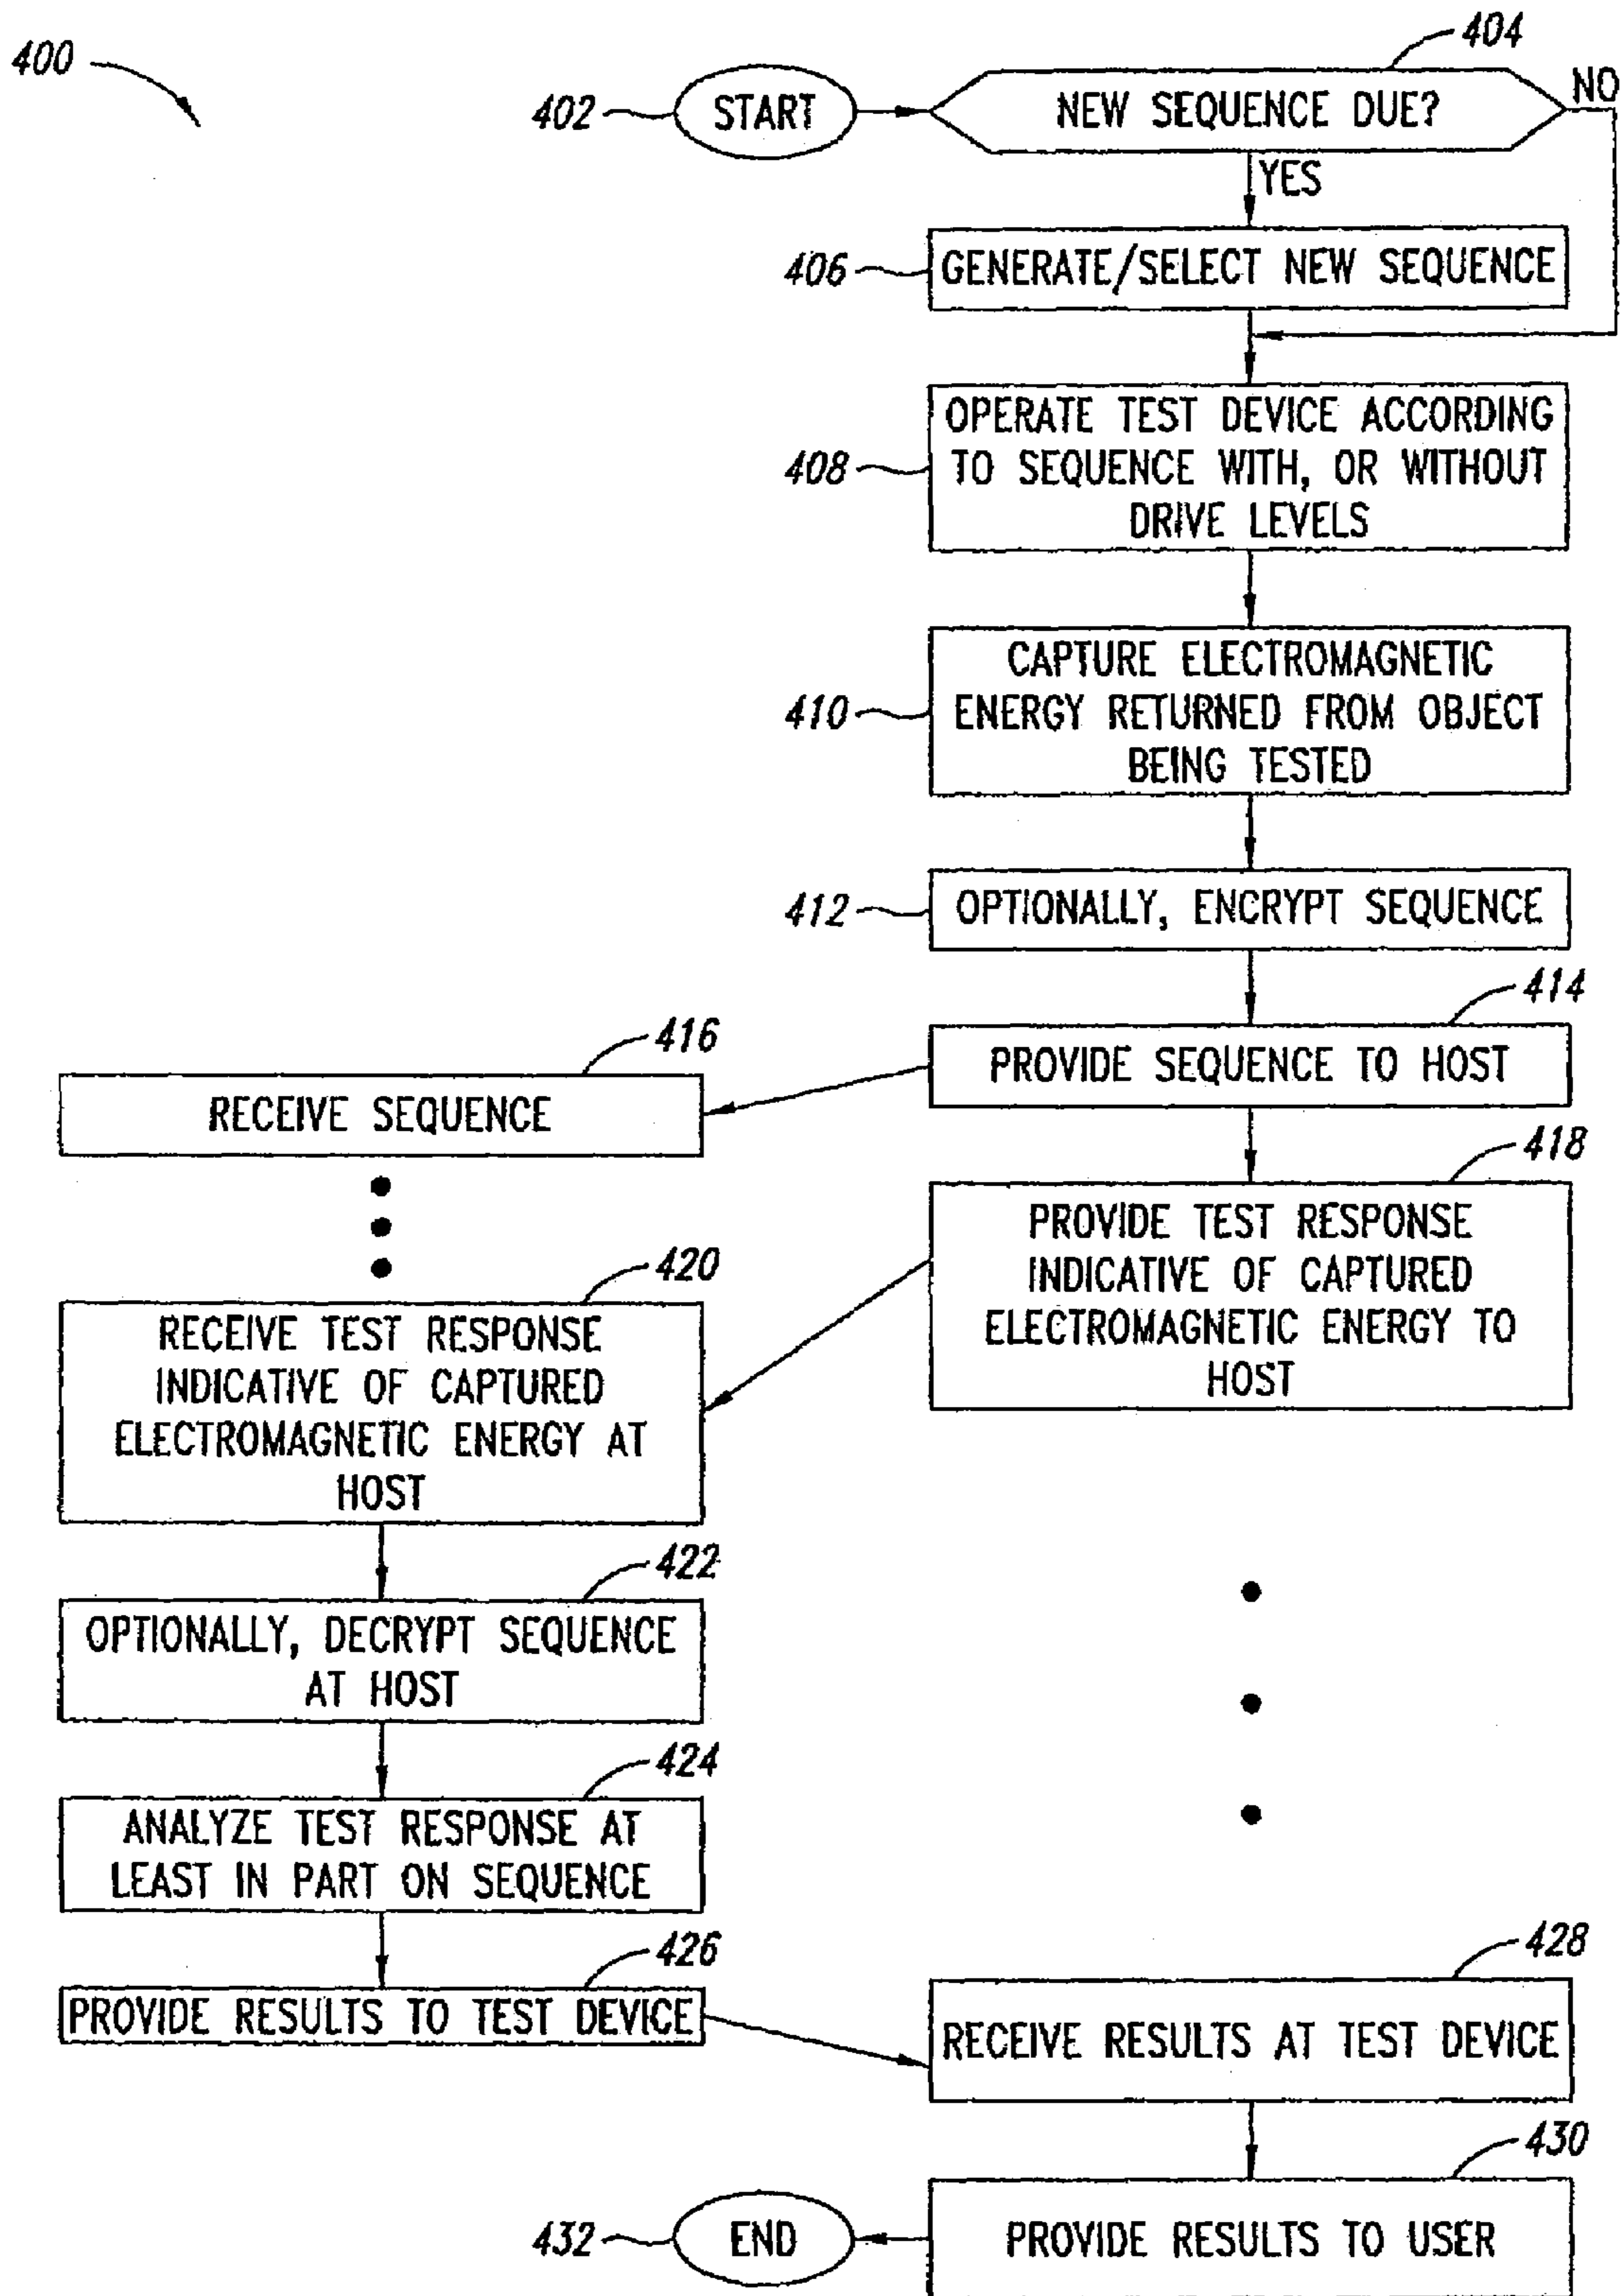 400
402
START
404
NEW SEQUENCE DUE?
NO
YES
406
GENERATE/SELECT NEW SEQUENCE
408
OPERATE TEST DEVICE ACCORDING
TO SEQUENCE WITH, OR WITHOUT
DRIVE LEVELS
410
CAPTURE ELECTROMAGNETIC
ENERGY RETURNED FROM OBJECT
BEING TESTED
412
OPTIONALLY, ENCRYPT SEQUENCE
414
PROVIDE SEQUENCE TO HOST
416
RECEIVE SEQUENCE
418
PROVIDE TEST RESPONSE
INDICATIVE OF CAPTURED
ELECTROMAGNETIC ENERGY TO
HOST
420
RECEIVE TEST RESPONSE
INDICATIVE OF CAPTURED
ELECTROMAGNETIC ENERGY AT
HOST
422
OPTIONALLY, DECRYPT SEQUENCE
AT HOST
424
ANALYZE TEST RESPONSE AT
LEAST IN PART ON SEQUENCE
426
PROVIDE RESULTS TO TEST DEVICE
428
RECEIVE RESULTS AT TEST DEVICE
430
PROVIDE RESULTS TO USER
432
END